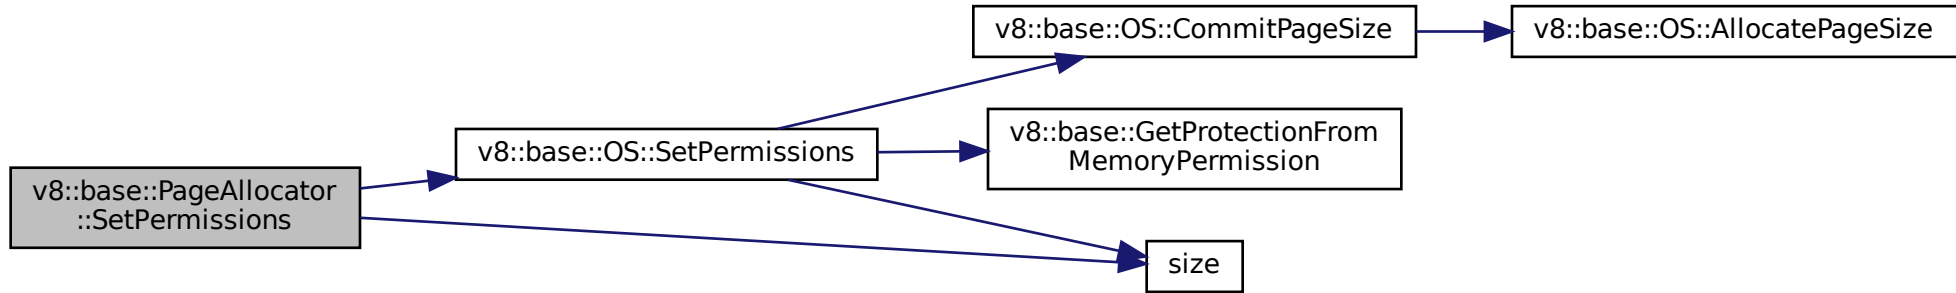 v8::base::PageAllocator
::SetPermissions
v8::base::OS::SetPermissions
v8::base::OS::CommitPageSize
v8::base::OS::AllocatePageSize
v8::base::GetProtectionFrom
MemoryPermission
size